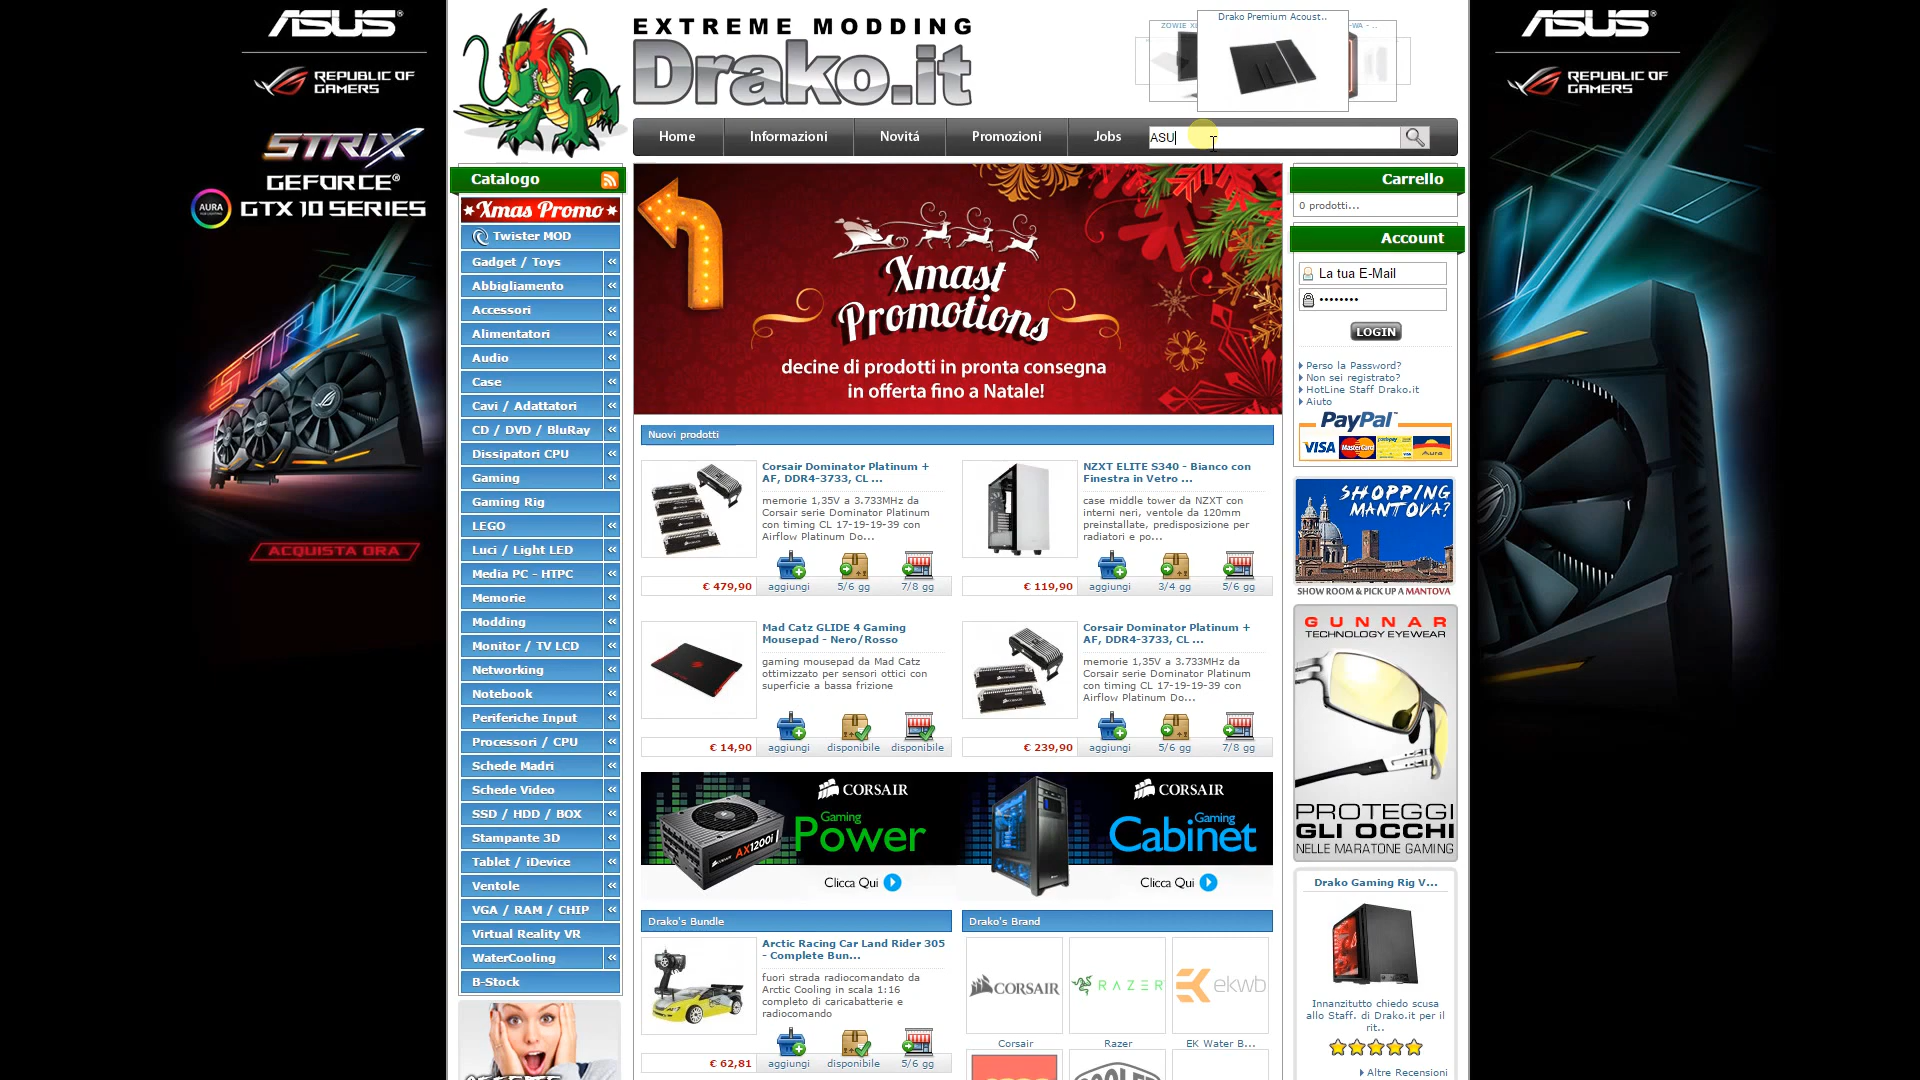 ASUS
REPUBLIC OF
GAMERS
STRIX
GEFORCE®
AURA
GTX 10 SERIES
ACQUISTA ORA
EXTREME MODDING
Drako.it
Drako Premium Acoust..
Home
Informazioni
Novitá
Promozioni
Jobs
ASU
Catalogo
Xmas Promo
Twister MOD
Gadget / Toys
Abbigliamento
Accessori
Alimentatori
Audio
Case
Cavi / Adattatori
CD / DVD / BluRay
Dissipatori CPU
Gaming
Gaming Rig
LEGO
Luci / Light LED
Media PC - HTPC
Memorie
Modding
Monitor / TV LCD
Networking
Notebook
Periferiche Input
Processori / CPU
Schede Madri
Schede Video
SSD / HDD / BOX
Stampante 3D
Tablet / iDevice
Ventole
VGA / RAM / CHIP
Virtual Reality VR
WaterCooling
B-Stock
Xmast
Promotions
decine di prodotti in pronta consegna
in offerta fino a Natale!
Nuovi prodotti
Corsair Dominator Platinum +
AF, DDR4-3733, CL ...
memorie 1,35V a 3.733MHz da
Corsair serie Dominator Platinum
con timing CL 17-19-19-39 con
Airflow Platinum Do...
€ 479,90
aggiungi
5/6 gg
7/8 gg
NZXT ELITE S340 - Bianco con
Finestra in Vetro ...
case middle tower da NZXT con
interni neri, ventole da 120mm
preinstallate, predisposizione per
radiatori e po...
€ 119,90
aggiungi
3/4 gg
5/6 gg
Mad Catz GLIDE 4 Gaming
Mousepad - Nero/Rosso
gaming mousepad da Mad Catz
ottimizzato per sensori ottici con
superficie a bassa frizione
€ 14,90
aggiungi
disponibile
disponibile
Corsair Dominator Platinum +
AF, DDR4-3733, CL ...
memorie 1,35V a 3.733MHz da
Corsair serie Dominator Platinum
con timing CL 17-19-19-39 con
Airflow Platinum Do...
€ 239,90
aggiungi
5/6 gg
7/8 gg
CORSAIR
Gaming
Power
AX1200i
Clicca Qui
CORSAIR
Gaming
Cabinet
Clicca Qui
Drako's Bundle
Arctic Racing Car Land Rider 305
- Complete Bun...
fuori strada radiocomandato da
Arctic Cooling in scala 1:16
completo di caricabatterie e
radiocomando
€ 62,81
aggiungi
disponibile
5/6 gg
Drako's Brand
CORSAIR
RAZER
ekwb
Corsair
Razer
EK Water B...
Carrello
0 prodotti...
Account
La tua E-Mail
LOGIN
Perso la Password?
Non sei registrato?
HotLine Staff Drako.it
Aiuto
PayPal
VISA
MasterCard
postepay
Aura
SHOPPING
MANTOVA?
SHOW ROOM & PICK UP A MANTOVA
GUNNAR
TECHNOLOGY EYEWEAR
PROTEGGI
GLI OCCHI
NELLE MARATONE GAMING
Drako Gaming Rig V...
Innanzitutto chiedo scusa
allo Staff. di Drako.it per il
rit..
Altre Recensioni
ASUS
REPUBLIC OF
GAMERS